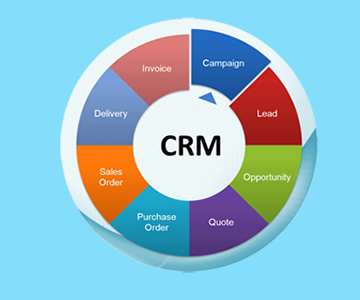 Campaign
Lead
Opportunity
Quote
Purchase
Order
Sales
Order
Delivery
Invoice
CRM